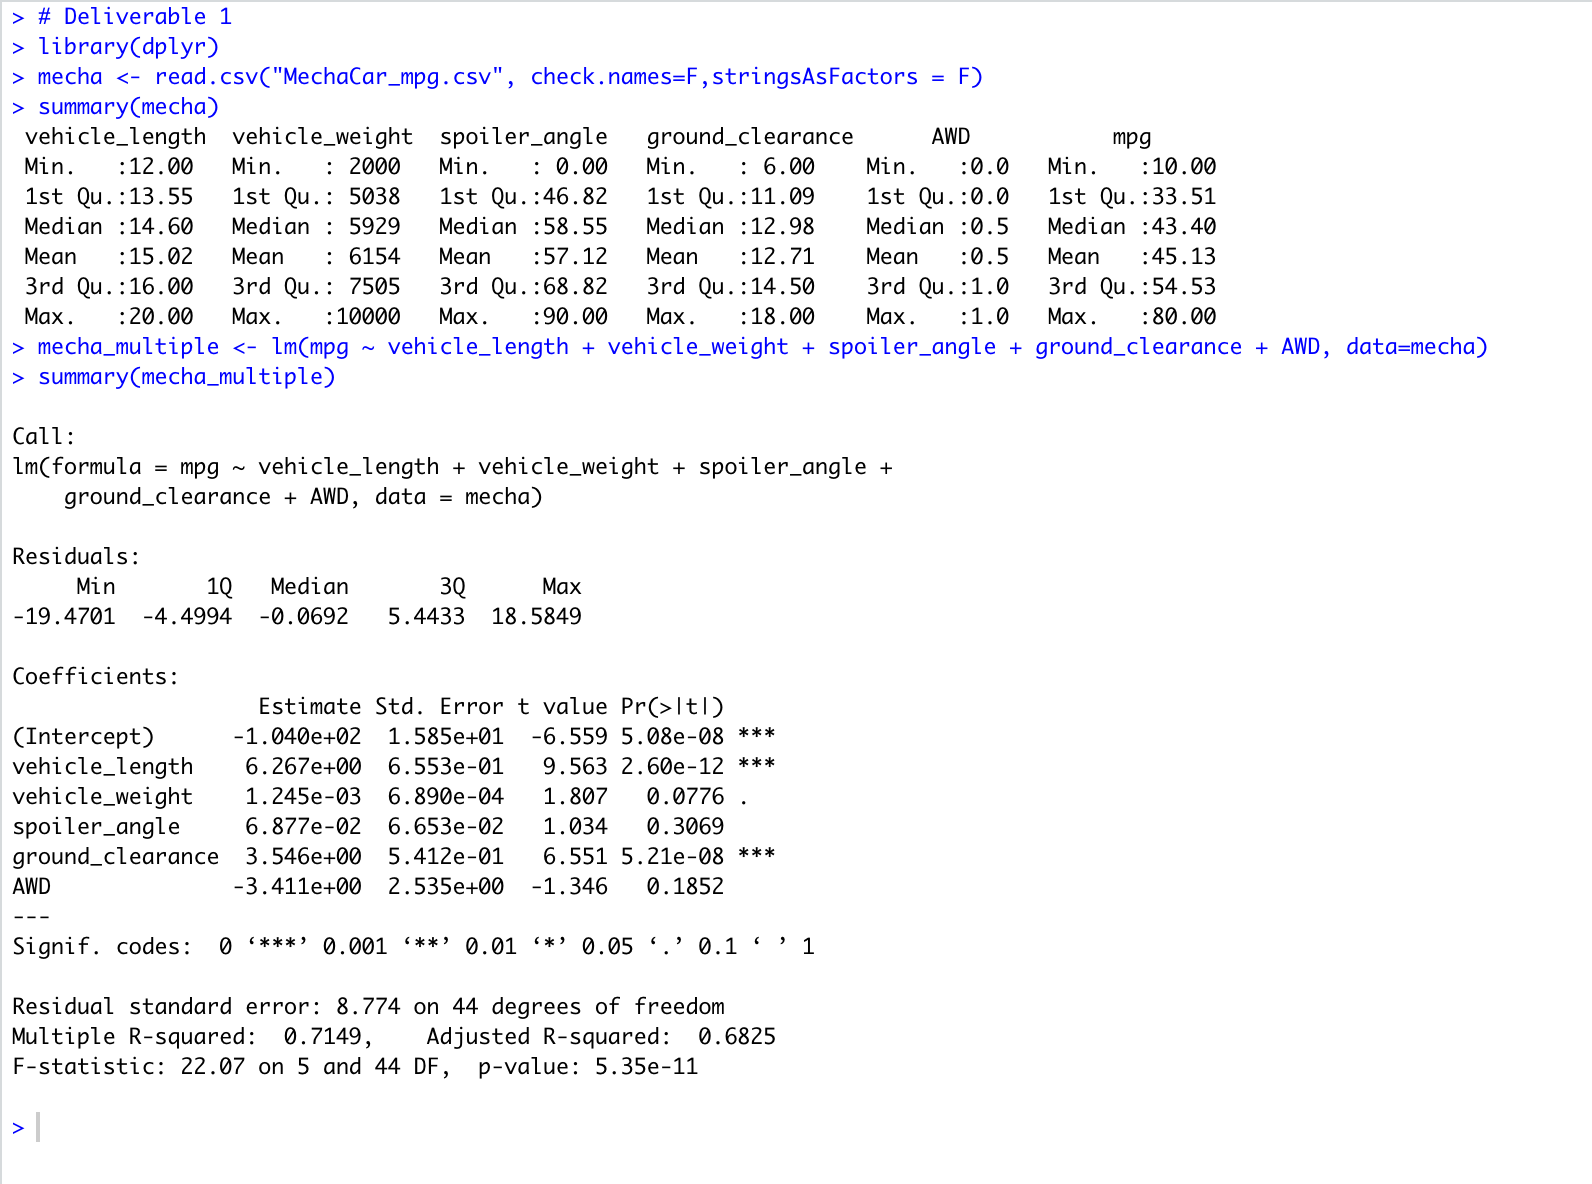 > # Deliverable 1
> library(dplyr)
> mecha <- read.csv("MechaCar_mpg.csv", check.names=F,stringsAsFactors = F)
> summary(mecha)
 vehicle_length  vehicle_weight  spoiler_angle   ground_clearance      AWD           mpg
 Min.   :12.00   Min.   : 2000   Min.   : 0.00   Min.   : 6.00    Min.   :0.0   Min.   :10.00
 1st Qu.:13.55   1st Qu.: 5038   1st Qu.:46.82   1st Qu.:11.09    1st Qu.:0.0   1st Qu.:33.51
 Median :14.60   Median : 5929   Median :58.55   Median :12.98    Median :0.5   Median :43.40
 Mean   :15.02   Mean   : 6154   Mean   :57.12   Mean   :12.71    Mean   :0.5   Mean   :45.13
 3rd Qu.:16.00   3rd Qu.: 7505   3rd Qu.:68.82   3rd Qu.:14.50    3rd Qu.:1.0   3rd Qu.:54.53
 Max.   :20.00   Max.   :10000   Max.   :90.00   Max.   :18.00    Max.   :1.0   Max.   :80.00
> mecha_multiple <- lm(mpg ~ vehicle_length + vehicle_weight + spoiler_angle + ground_clearance + AWD, data=mecha)
> summary(mecha_multiple)

Call:
lm(formula = mpg ~ vehicle_length + vehicle_weight + spoiler_angle +
    ground_clearance + AWD, data = mecha)

Residuals:
     Min       1Q   Median       3Q      Max
-19.4701  -4.4994  -0.0692   5.4433  18.5849

Coefficients:
                   Estimate Std. Error t value Pr(>|t|)
(Intercept)      -1.040e+02  1.585e+01  -6.559 5.08e-08 ***
vehicle_length    6.267e+00  6.553e-01   9.563 2.60e-12 ***
vehicle_weight    1.245e-03  6.890e-04   1.807   0.0776 .
spoiler_angle     6.877e-02  6.653e-02   1.034   0.3069
ground_clearance  3.546e+00  5.412e-01   6.551 5.21e-08 ***
AWD              -3.411e+00  2.535e+00  -1.346   0.1852
---
Signif. codes:  0 ‘***’ 0.001 ‘**’ 0.01 ‘*’ 0.05 ‘.’ 0.1 ‘ ’ 1

Residual standard error: 8.774 on 44 degrees of freedom
Multiple R-squared:  0.7149,    Adjusted R-squared:  0.6825
F-statistic: 22.07 on 5 and 44 DF,  p-value: 5.35e-11

>